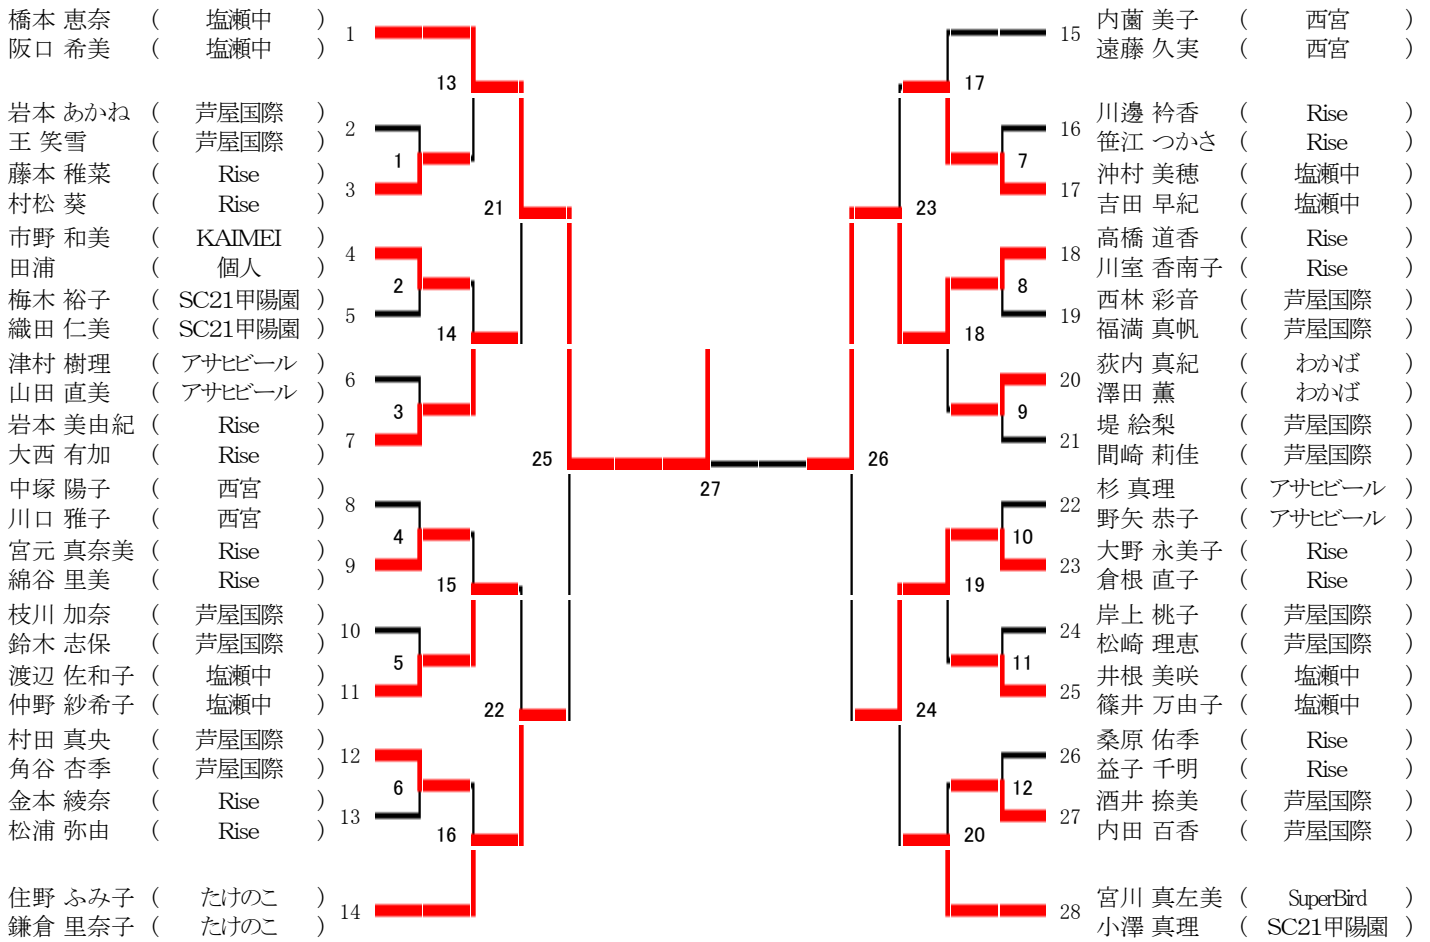 橋本 恵奈 ( 塩瀬中 )
阪口 希美 ( 塩瀬中 )
1
岩本 あかね ( 芦屋国際 )
王 笑雪 ( 芦屋国際 )
2
藤本 稚菜 ( Rise )
村松 葵 ( Rise )
3
市野 和美 ( KAIMEI )
田浦 ( 個人 )
4
梅木 裕子 ( SC21甲陽園 )
織田 仁美 ( SC21甲陽園 )
5
津村 樹理 ( アサヒビール )
山田 直美 ( アサヒビール )
6
岩本 美由紀 ( Rise )
大西 有加 ( Rise )
7
中塚 陽子 ( 西宮 )
川口 雅子 ( 西宮 )
8
宮元 真奈美 ( Rise )
綿谷 里美 ( Rise )
9
枝川 加奈 ( 芦屋国際 )
鈴木 志保 ( 芦屋国際 )
10
渡辺 佐和子 ( 塩瀬中 )
仲野 紗希子 ( 塩瀬中 )
11
村田 真央 ( 芦屋国際 )
角谷 杏季 ( 芦屋国際 )
12
金本 綾奈 ( Rise )
松浦 弥由 ( Rise )
13
住野 ふみ子 ( たけのこ )
鎌倉 里奈子 ( たけのこ )
14
1
2
3
4
5
6
13
14
15
16
21
22
25
27
26
23
24
17
18
19
20
7
8
9
10
11
12
15
内薗 美子 ( 西宮 )
遠藤 久実 ( 西宮 )
16
川邊 衿香 ( Rise )
笹江 つかさ ( Rise )
17
沖村 美穂 ( 塩瀬中 )
吉田 早紀 ( 塩瀬中 )
18
高橋 道香 ( Rise )
川室 香南子 ( Rise )
19
西林 彩音 ( 芦屋国際 )
福満 真帆 ( 芦屋国際 )
20
荻内 真紀 ( わかば )
澤田 薫 ( わかば )
21
堤 絵梨 ( 芦屋国際 )
間崎 莉佳 ( 芦屋国際 )
22
杉 真理 ( アサヒビール )
野矢 恭子 ( アサヒビール )
23
大野 永美子 ( Rise )
倉根 直子 ( Rise )
24
岸上 桃子 ( 芦屋国際 )
松崎 理恵 ( 芦屋国際 )
25
井根 美咲 ( 塩瀬中 )
篠井 万由子 ( 塩瀬中 )
26
桑原 佑季 ( Rise )
益子 千明 ( Rise )
27
酒井 捺美 ( 芦屋国際 )
内田 百香 ( 芦屋国際 )
28
宮川 真左美 ( SuperBird )
小澤 真理 ( SC21甲陽園 )